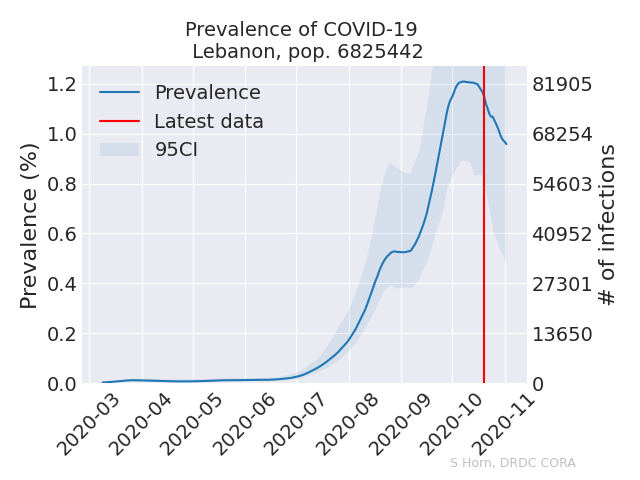 Prevalence of COVID-19
Lebanon, pop. 6825442
Prevalence
Latest data
95CI
Prevalence (%)
1.2
1.0
0.8
0.6
0.4
0.2
0.0
81905
68254
54603
40952
27301
13650
0
# of infections
2020-03
2020-04
2020-05
2020-06
2020-07
2020-08
2020-09
2020-10
2020-11
S Horn, DRDC CORA